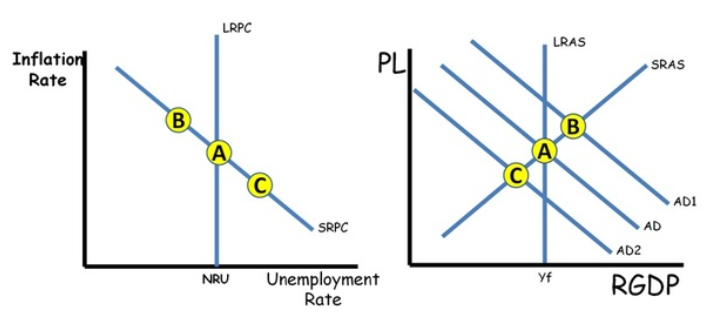 Inflation
Rate
LRPC
B
A
C
SRPC
NRU
Unemployment
Rate
PL
LRAS
SRAS
B
A
C
AD1
AD
AD2
Yf
RGDP